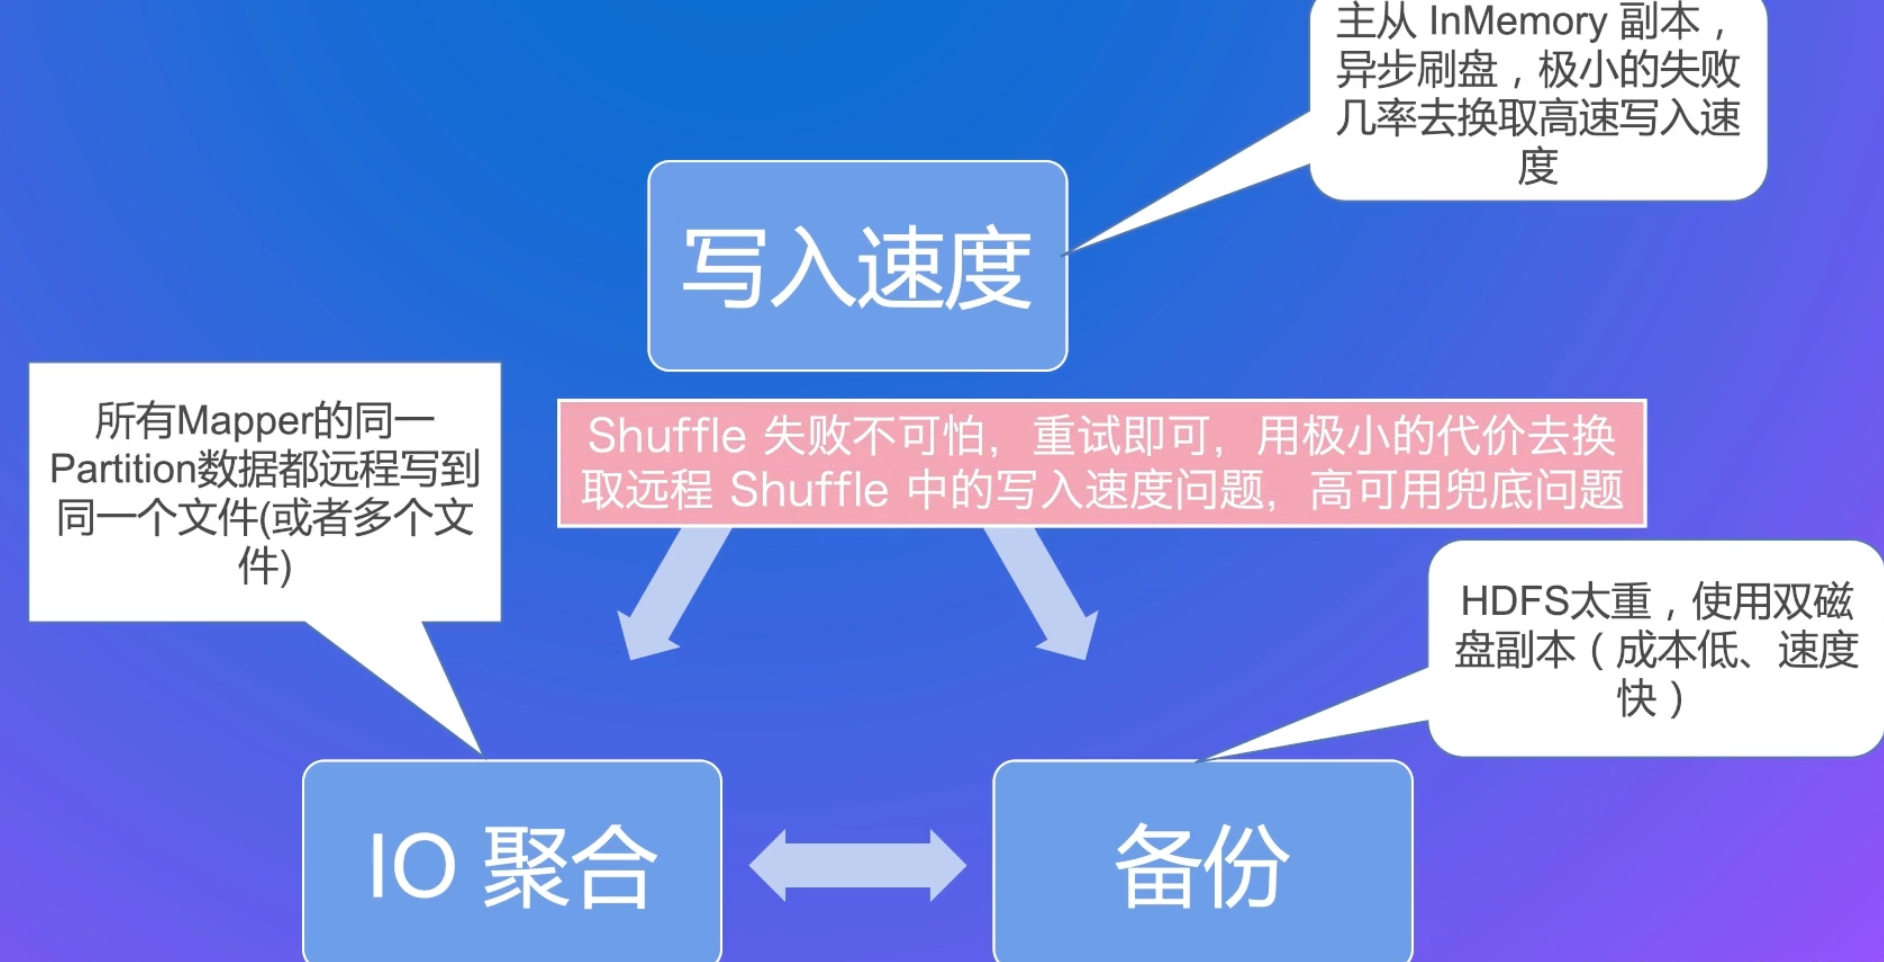 主从 InMemory 副本，
异步刷盘，极小的失败
几率去换取高速写入速
度
写入速度
所有Mapper的同一
Partition数据都远程写到
同一个文件(或者多个文
件)
Shuffle 失败不可怕，重试即可，用极小的代价去换
取远程 Shuffle 中的写入速度问题，高可用兜底问题
HDFS太重，使用双磁
盘副本（成本低、速度
快）
IO 聚合
备份